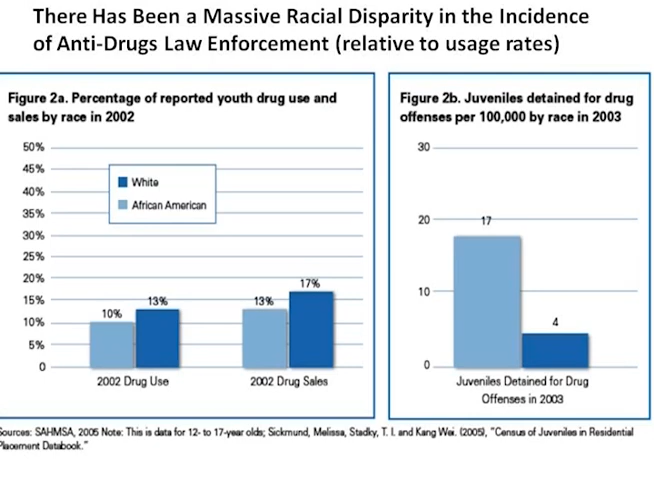 There Has Been a Massive Racial Disparity in the Incidence
of Anti-Drugs Law Enforcement (relative to usage rates)
Figure 2a. Percentage of reported youth drug use and
sales by race in 2002
50%
45%
40%
35%
30%
25%
20%
15%
10%
5%
0
White
African American
10%
13%
13%
17%
2002 Drug Use
2002 Drug Sales
Figure 2b. Juveniles detained for drug
offenses per 100,000 by race in 2003
30
20
10
0
17
4
Juveniles Detained for Drug
Offenses in 2003
Sources: SAHMSA, 2005 Note: This is data for 12- to 17-year olds; Sickmund, Melissa, Sladky, T. J. and Kang Wei. (2005), "Census of Juveniles in Residential
Placement Databook."